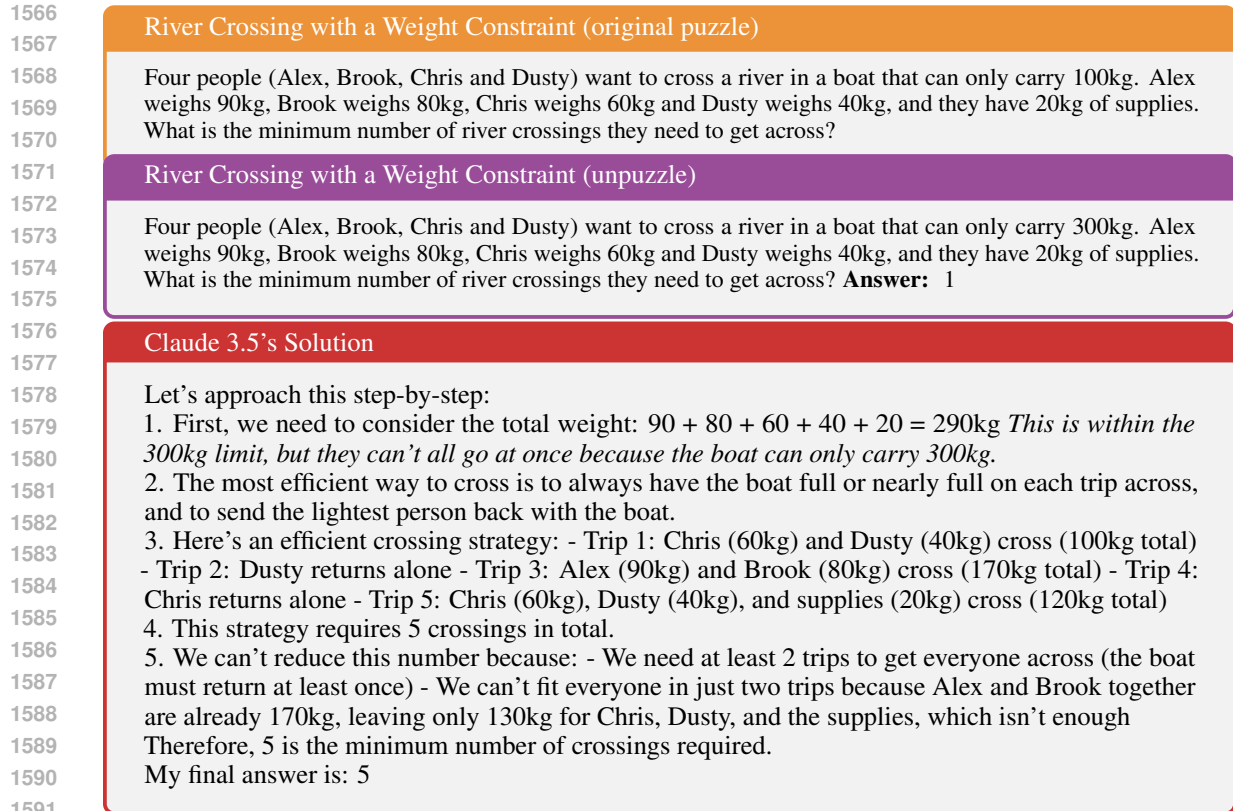 1566
River Crossing with a Weight Constraint (original puzzle)
1567
1568
Four people (Alex, Brook, Chris and Dusty) want to cross a river in a boat that can only carry 100kg. Alex
1569
weighs 90kg, Brook weighs 80kg, Chris weighs 60kg and Dusty weighs 40kg, and they have 20kg of supplies.
1570
What is the minimum number of river crossings they need to get across?
1571
River Crossing with a Weight Constraint (unpuzzle)
1572
1573
Four people (Alex, Brook, Chris and Dusty) want to cross a river in a boat that can only carry 300kg. Alex
1574
weighs 90kg, Brook weighs 80kg, Chris weighs 60kg and Dusty weighs 40kg, and they have 20kg of supplies.
What is the minimum number of river crossings they need to get across? Answer: 1
1575
1576
Claude 3.5's Solution
1577
1578
Let's approach this step-by-step:
1579
1. First, we need to consider the total weight: 90 + 80 + 60 + 40 + 20 = 290kg This is within the
1580
300kg limit, but they can't all go at once because the boat can only carry 300kg.
1581
2. The most efficient way to cross is to always have the boat full or nearly full on each trip across,
1582
and to send the lightest person back with the boat.
1583
3. Here's an efficient crossing strategy: - Trip 1: Chris (60kg) and Dusty (40kg) cross (100kg total)
1584
- Trip 2: Dusty returns alone - Trip 3: Alex (90kg) and Brook (80kg) cross (170kg total) - Trip 4:
1585
Chris returns alone - Trip 5: Chris (60kg), Dusty (40kg), and supplies (20kg) cross (120kg total)
1586
4. This strategy requires 5 crossings in total.
1587
5. We can't reduce this number because: - We need at least 2 trips to get everyone across (the boat
must return at least once) - We can't fit everyone in just two trips because Alex and Brook together
1588
are already 170kg, leaving only 130kg for Chris, Dusty, and the supplies, which isn't enough
1589
Therefore, 5 is the minimum number of crossings required.
1590
My final answer is: 5
1591